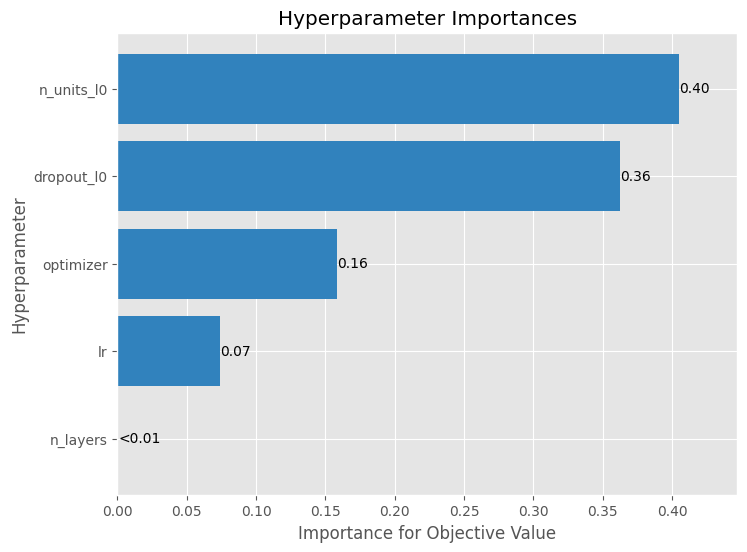 Hyperparameter Importances
Hyperparameter
n_units_l0
0.40
dropout_l0
0.36
optimizer
0.16
lr
0.07
n_layers
<0.01
0.00 0.05 0.10 0.15 0.20 0.25 0.30 0.35 0.40
Importance for Objective Value